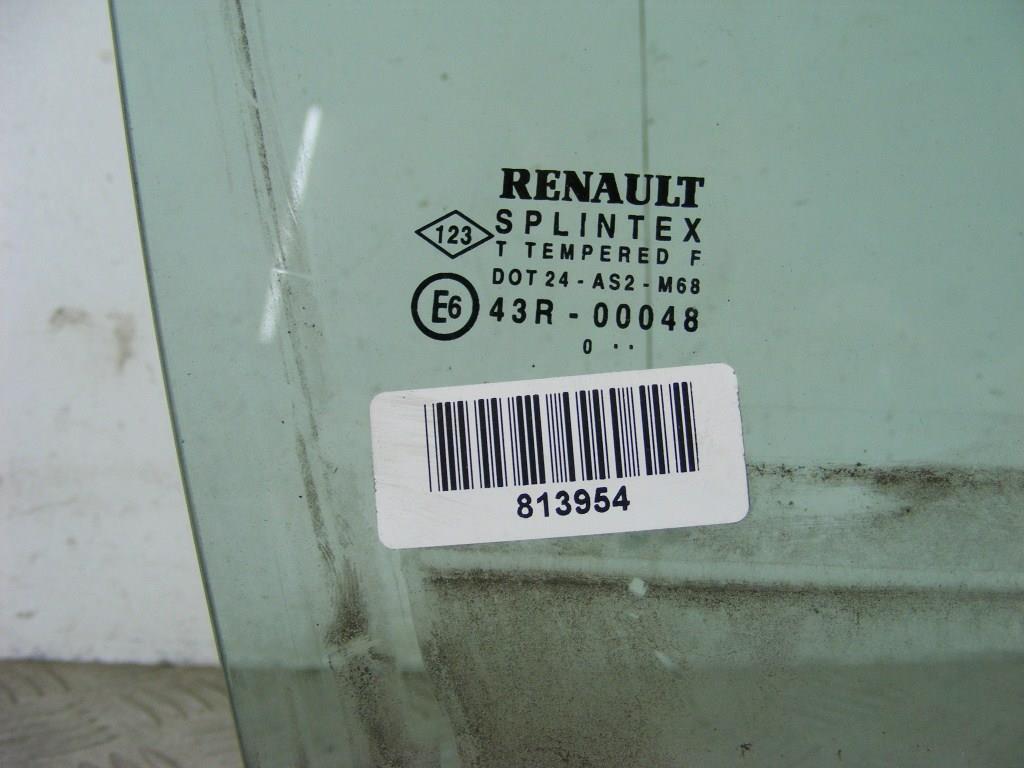 RENAULT
SPLINTEX
123
T TEMPERED F
DOT 24 - AS2 - M68
E6 43R - 00048
0 ··
813954